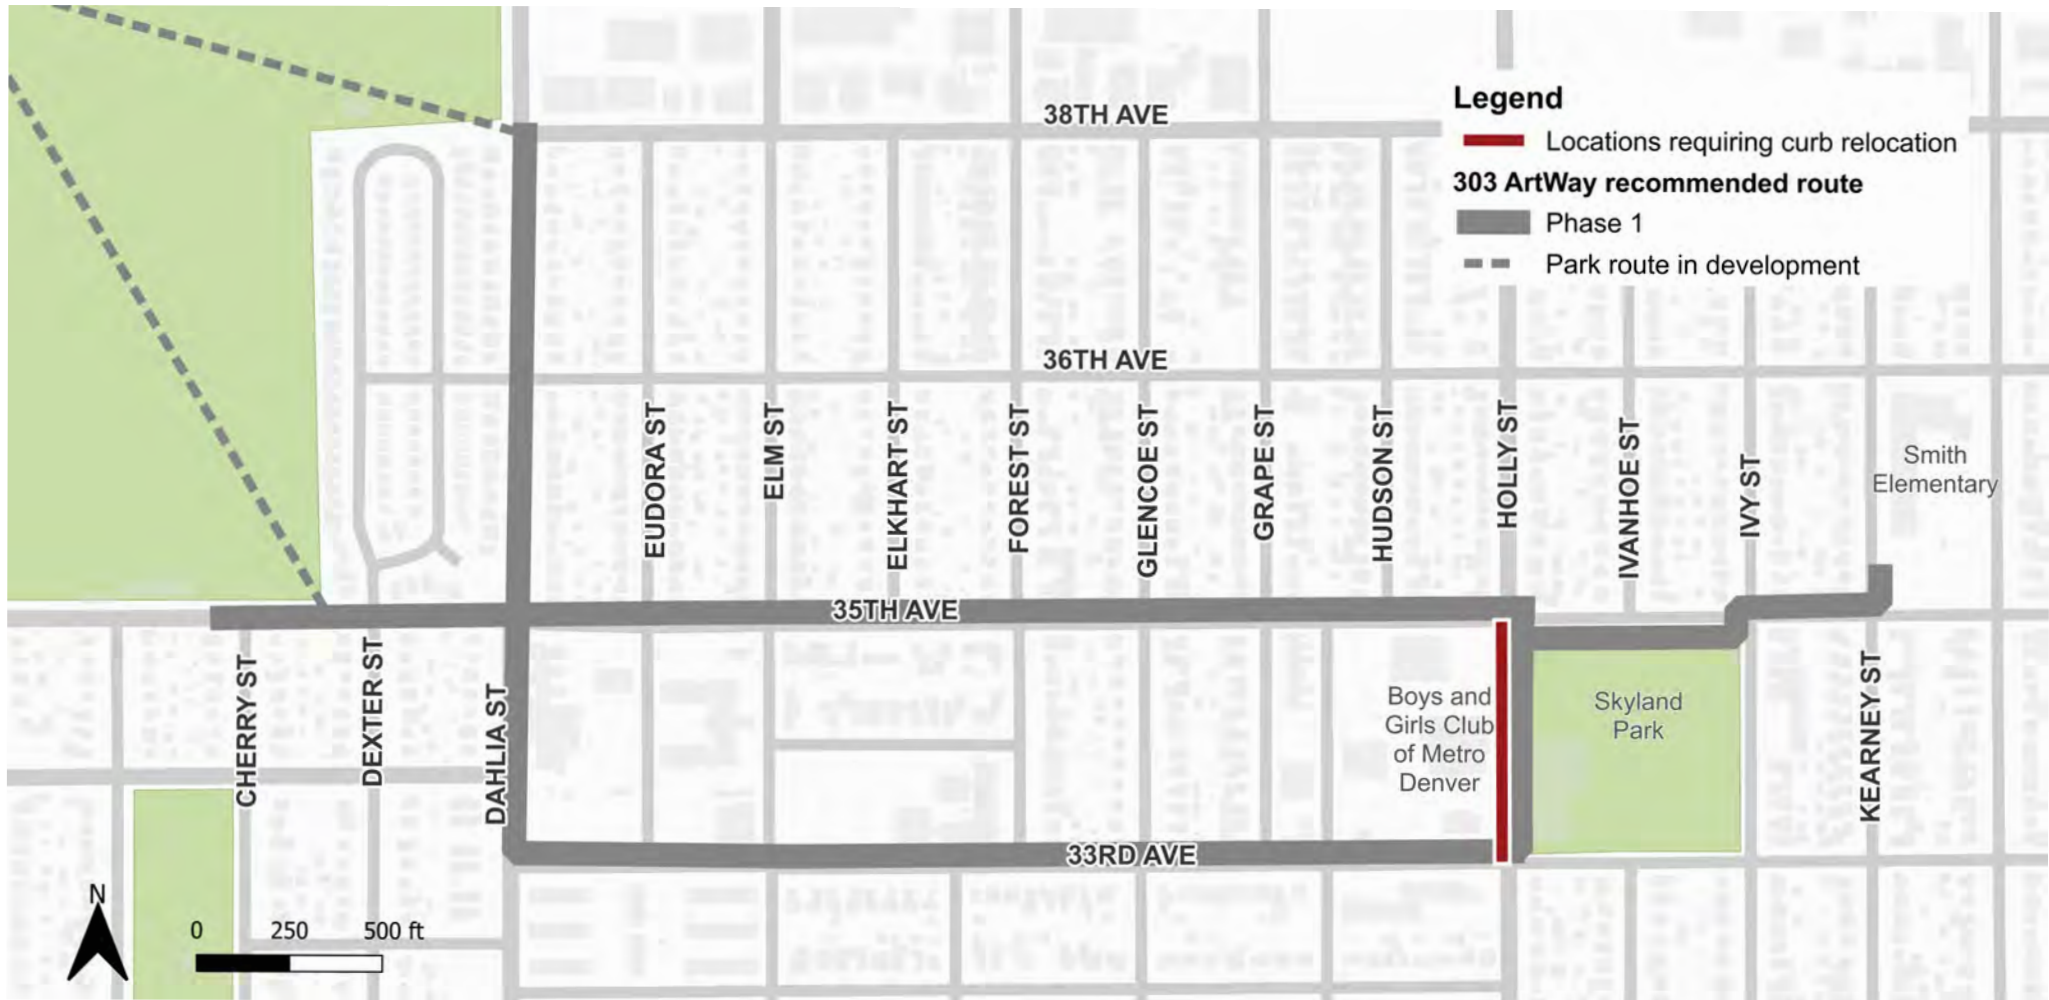 38TH AVE
Legend
Locations requiring curb relocation
303 ArtWay recommended route
Phase 1
Park route in development
36TH AVE
EUDORA ST
ELM ST
ELKHART ST
FOREST ST
GLENCOE ST
GRAPE ST
HUDSON ST
HOLLY ST
IVANHOE ST
IVY ST
Smith
Elementary
35TH AVE
CHERRY ST
DEXTER ST
DAHLIA ST
Boys and
Girls Club
of Metro
Denver
Skyland
Park
KEARNEY ST
33RD AVE
N
0 250 500 ft